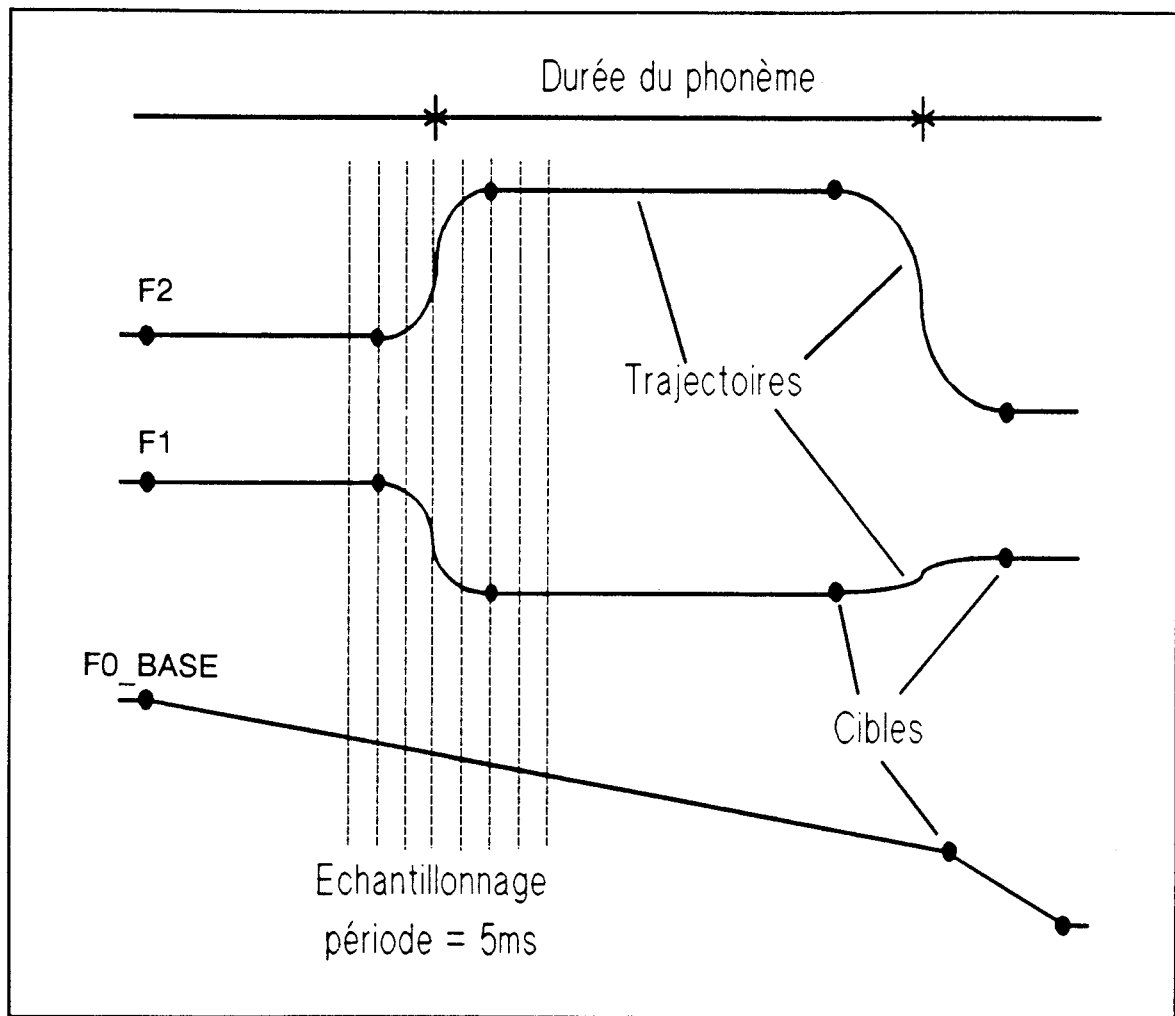 Durée du phonème
F2
Trajectoires
F1
F0_BASE
Cibles
Echantillonnage
période = 5ms